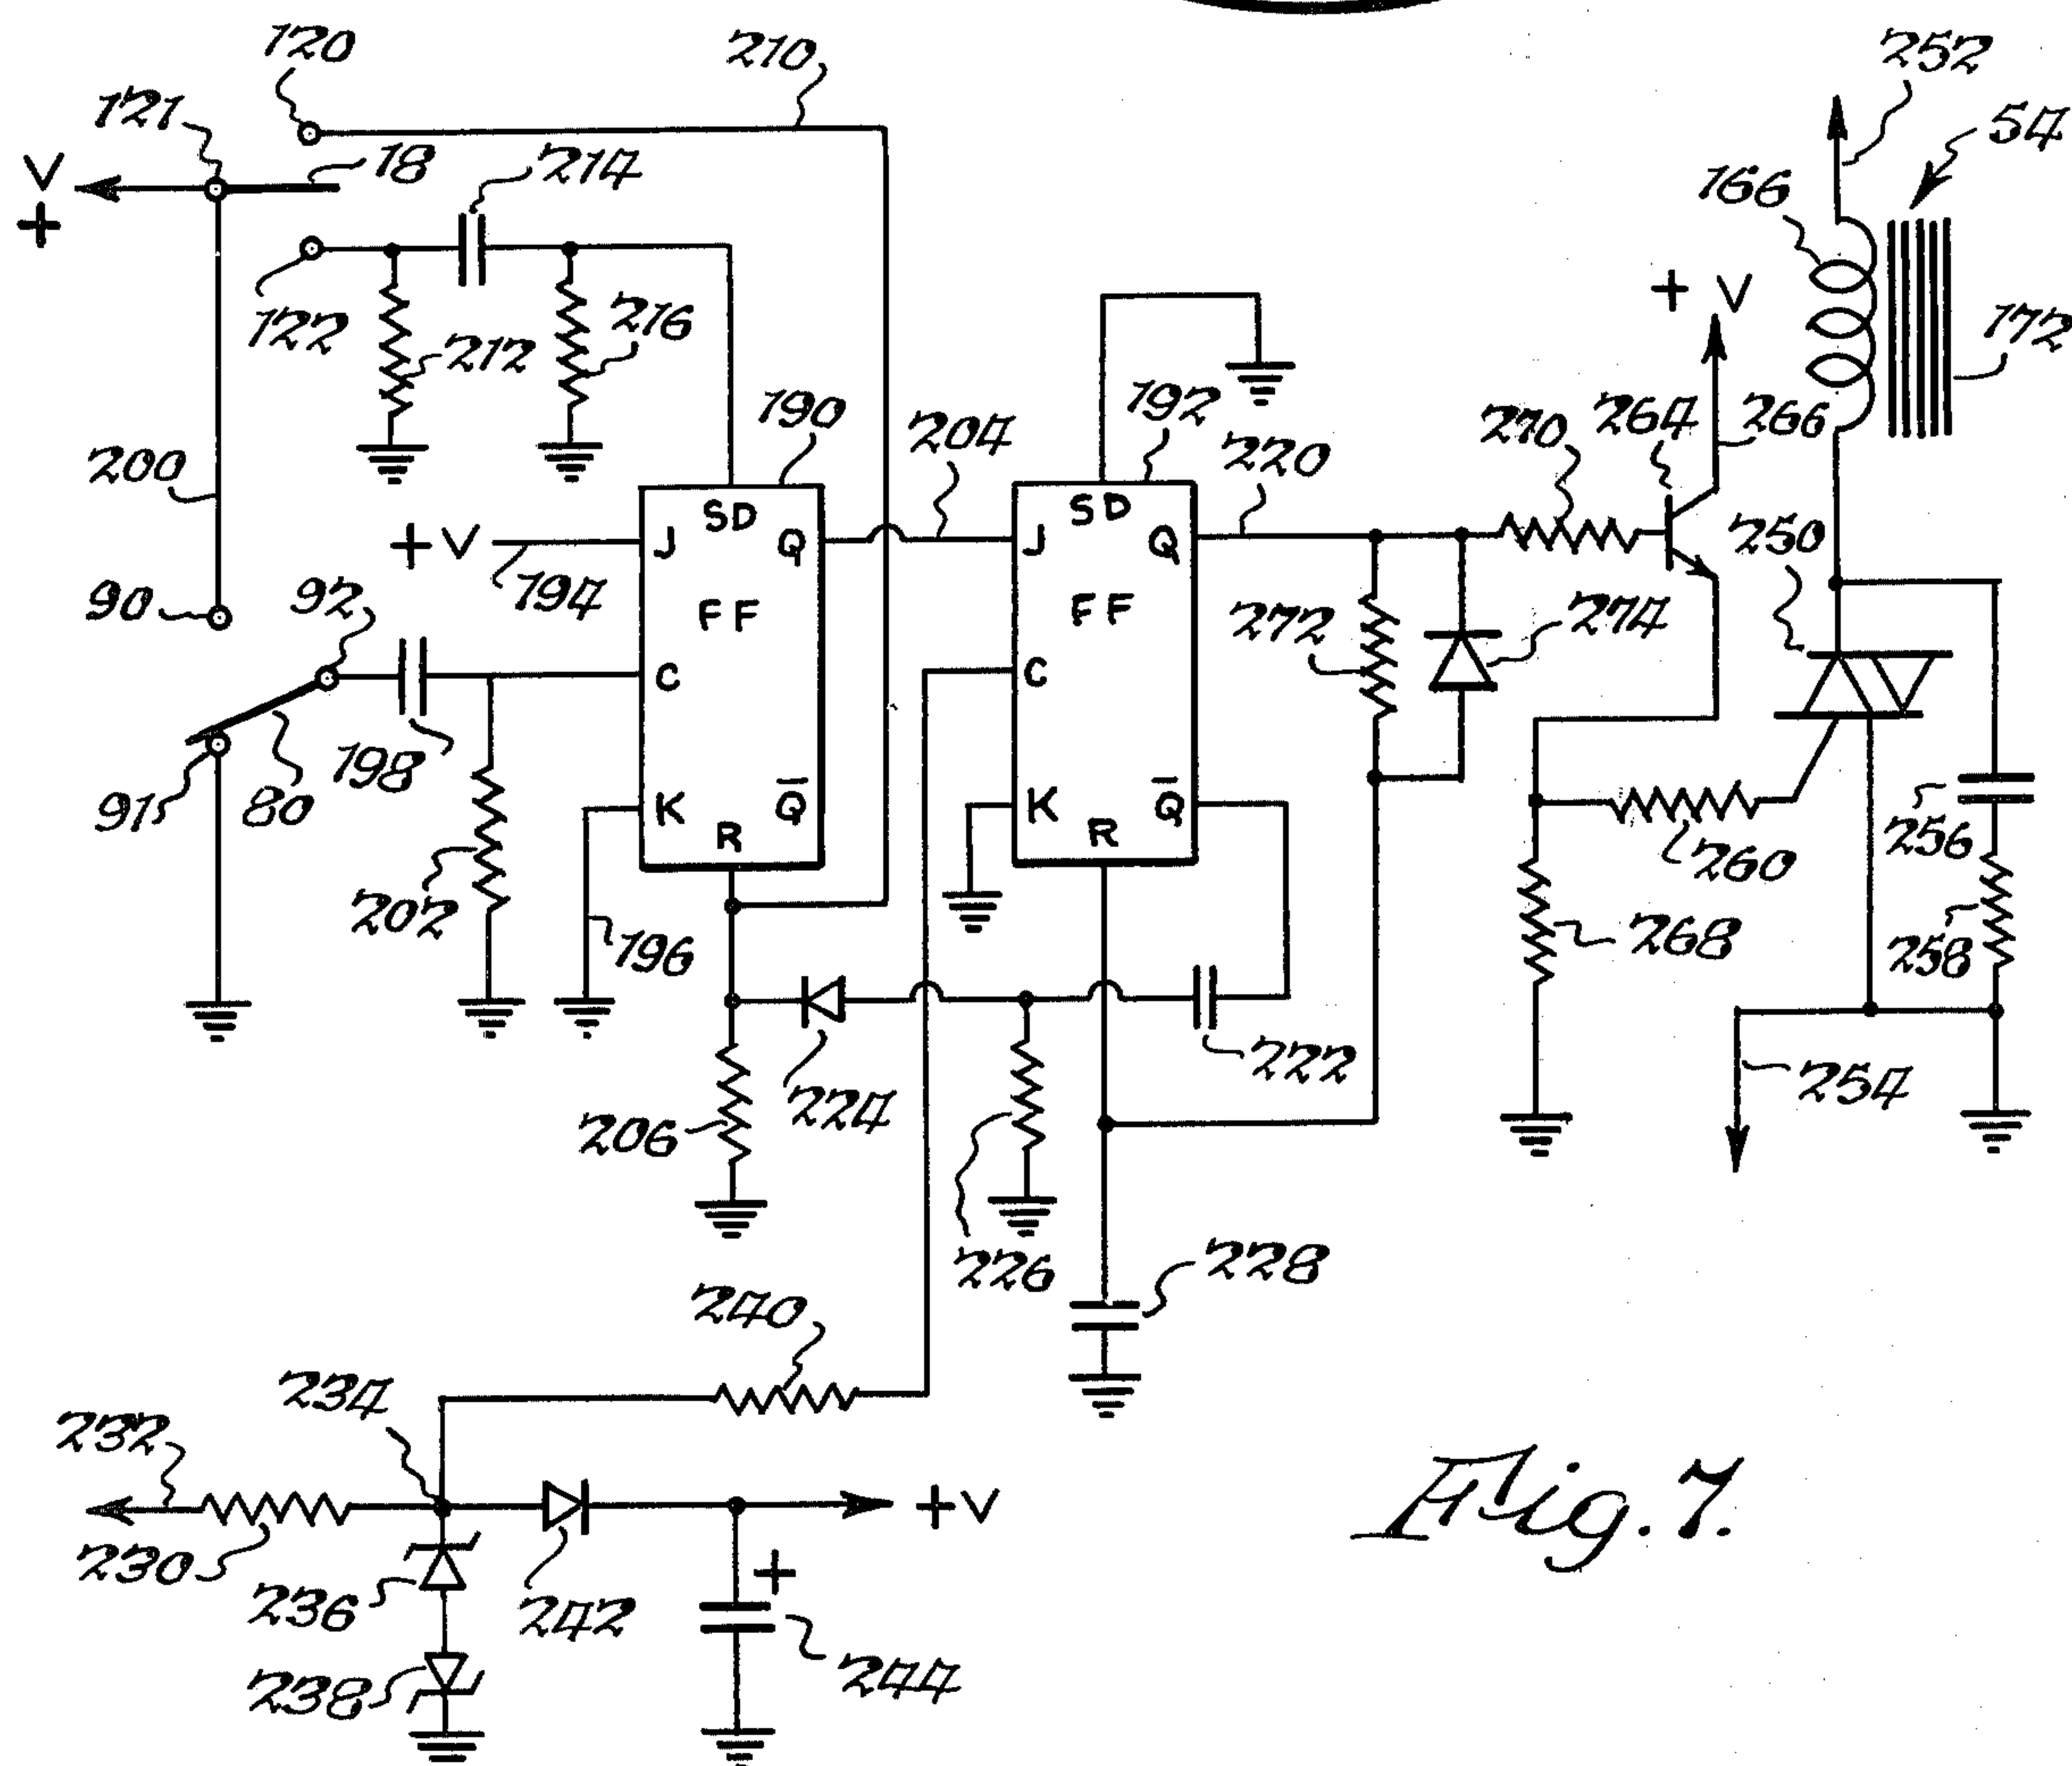 120
210
252
121
54
18
214
166
V
+
122
212
216
+ V
172
190
192
204
220
270
264
266
200
SD
SD
250
+V
J
Q
J
Q
194
90
92
FF
FF
272
274
C
C
198
91
80
K
Q̅
K
Q̅
R
R
256
202
260
196
268
258
222
224
254
206
226
228
240
234
232
+V
Fig. 7.
230
+
236
242
244
238